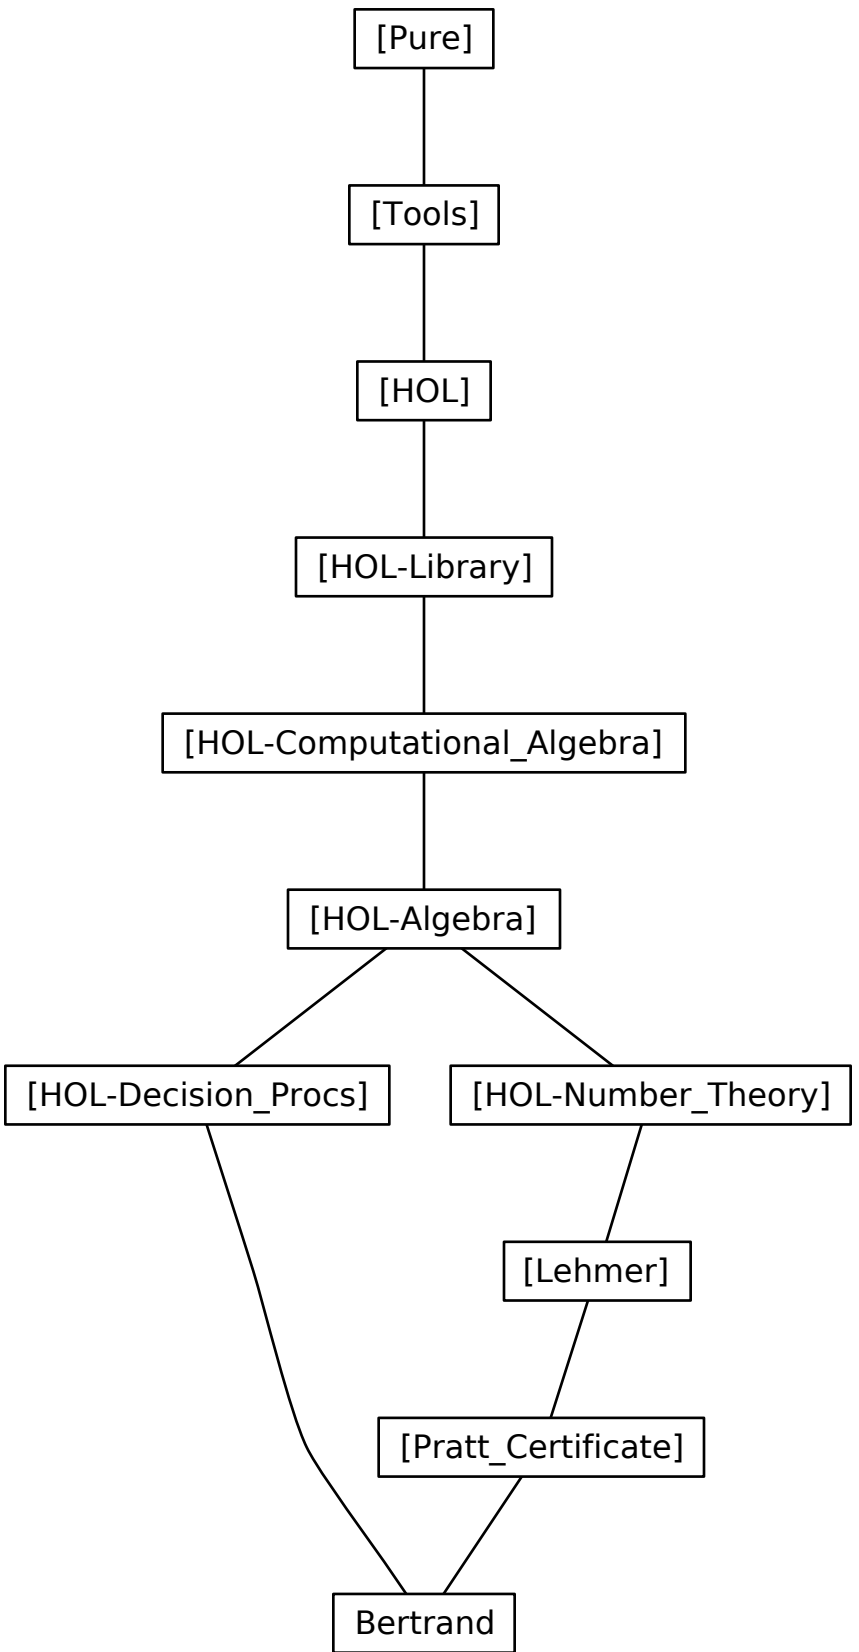 [Pure]
[Tools]
[HOL]
[HOL-Library]
[HOL-Computational_Algebra]
[HOL-Algebra]
[HOL-Decision_Procs]
[HOL-Number_Theory]
[Lehmer]
[Pratt_Certificate]
Bertrand